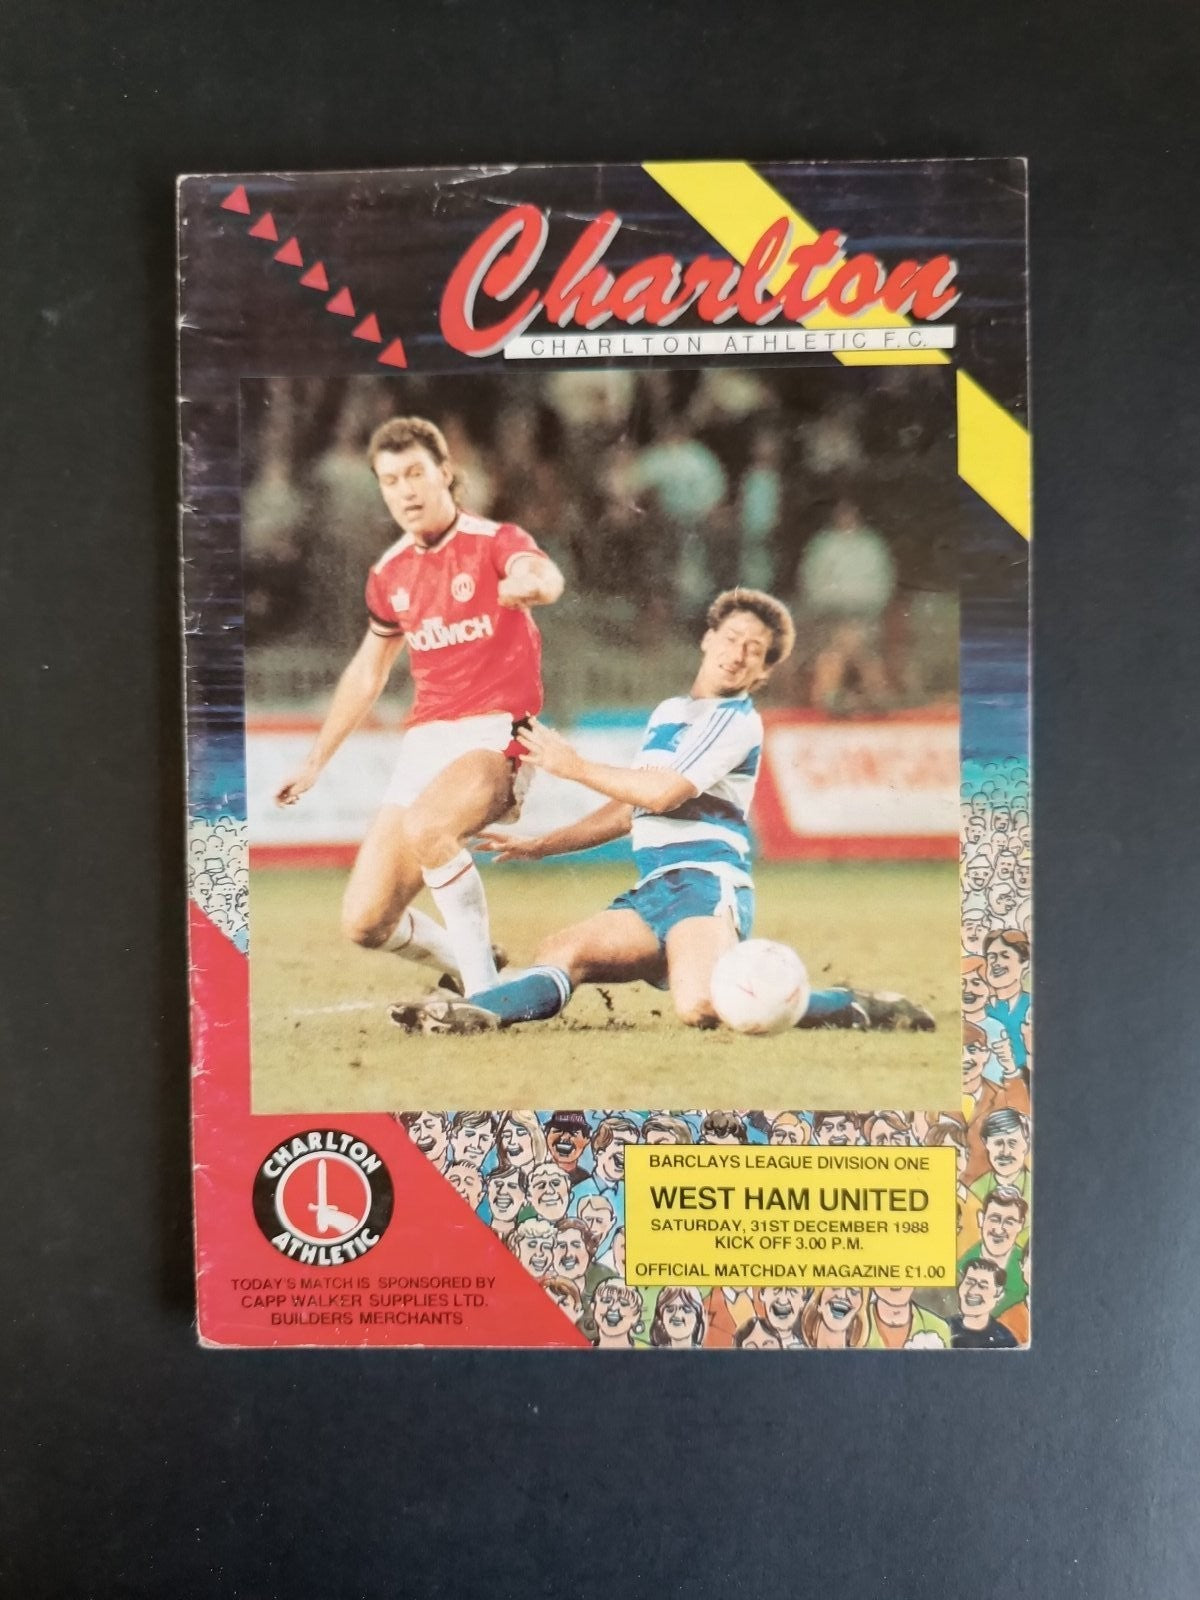 Charlton
CHARLTON ATHLETIC F.C.
CHARLTON
ATHLETIC
TODAY'S MATCH IS SPONSORED BY
CAPP WALKER SUPPLIES LTD.
BUILDERS MERCHANTS
BARCLAYS LEAGUE DIVISION ONE
WEST HAM UNITED
SATURDAY, 31ST DECEMBER 1988
KICK OFF 3.00 P.M.
OFFICIAL MATCHDAY MAGAZINE £1.00